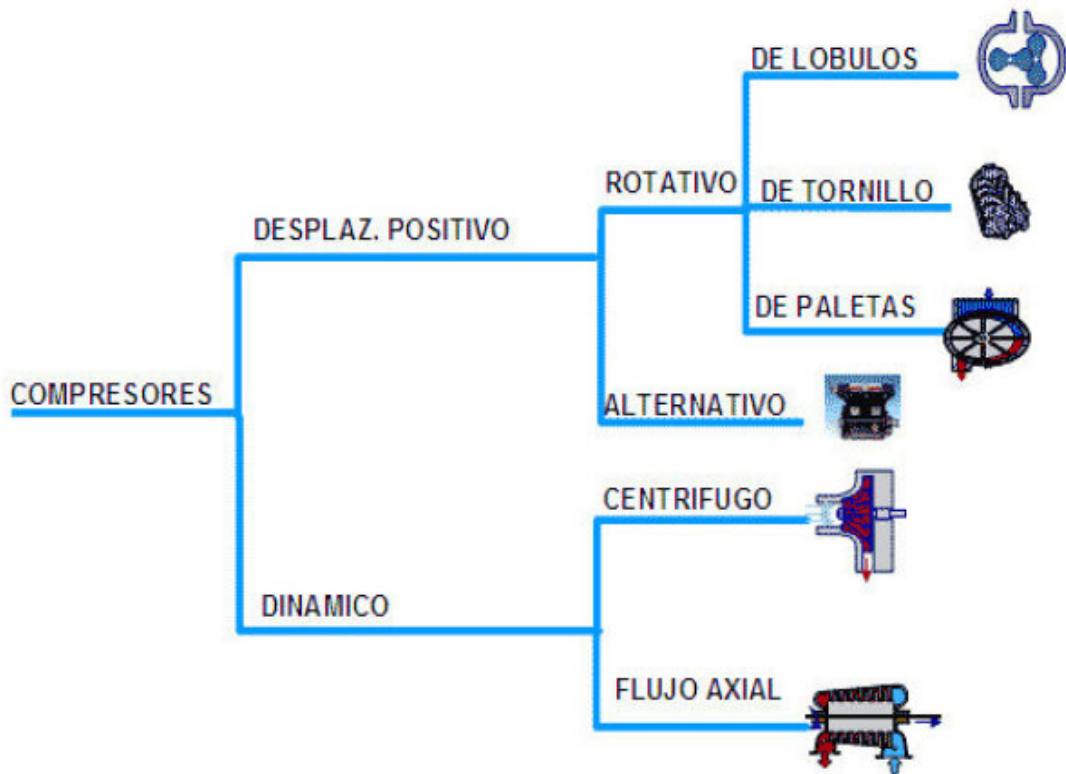 DE LOBULOS
ROTATIVO
DE TORNILLO
DESPLAZ. POSITIVO
DE PALETAS
COMPRESORES
ALTERNATIVO
CENTRIFUGO
DINAMICO
FLUJO AXIAL